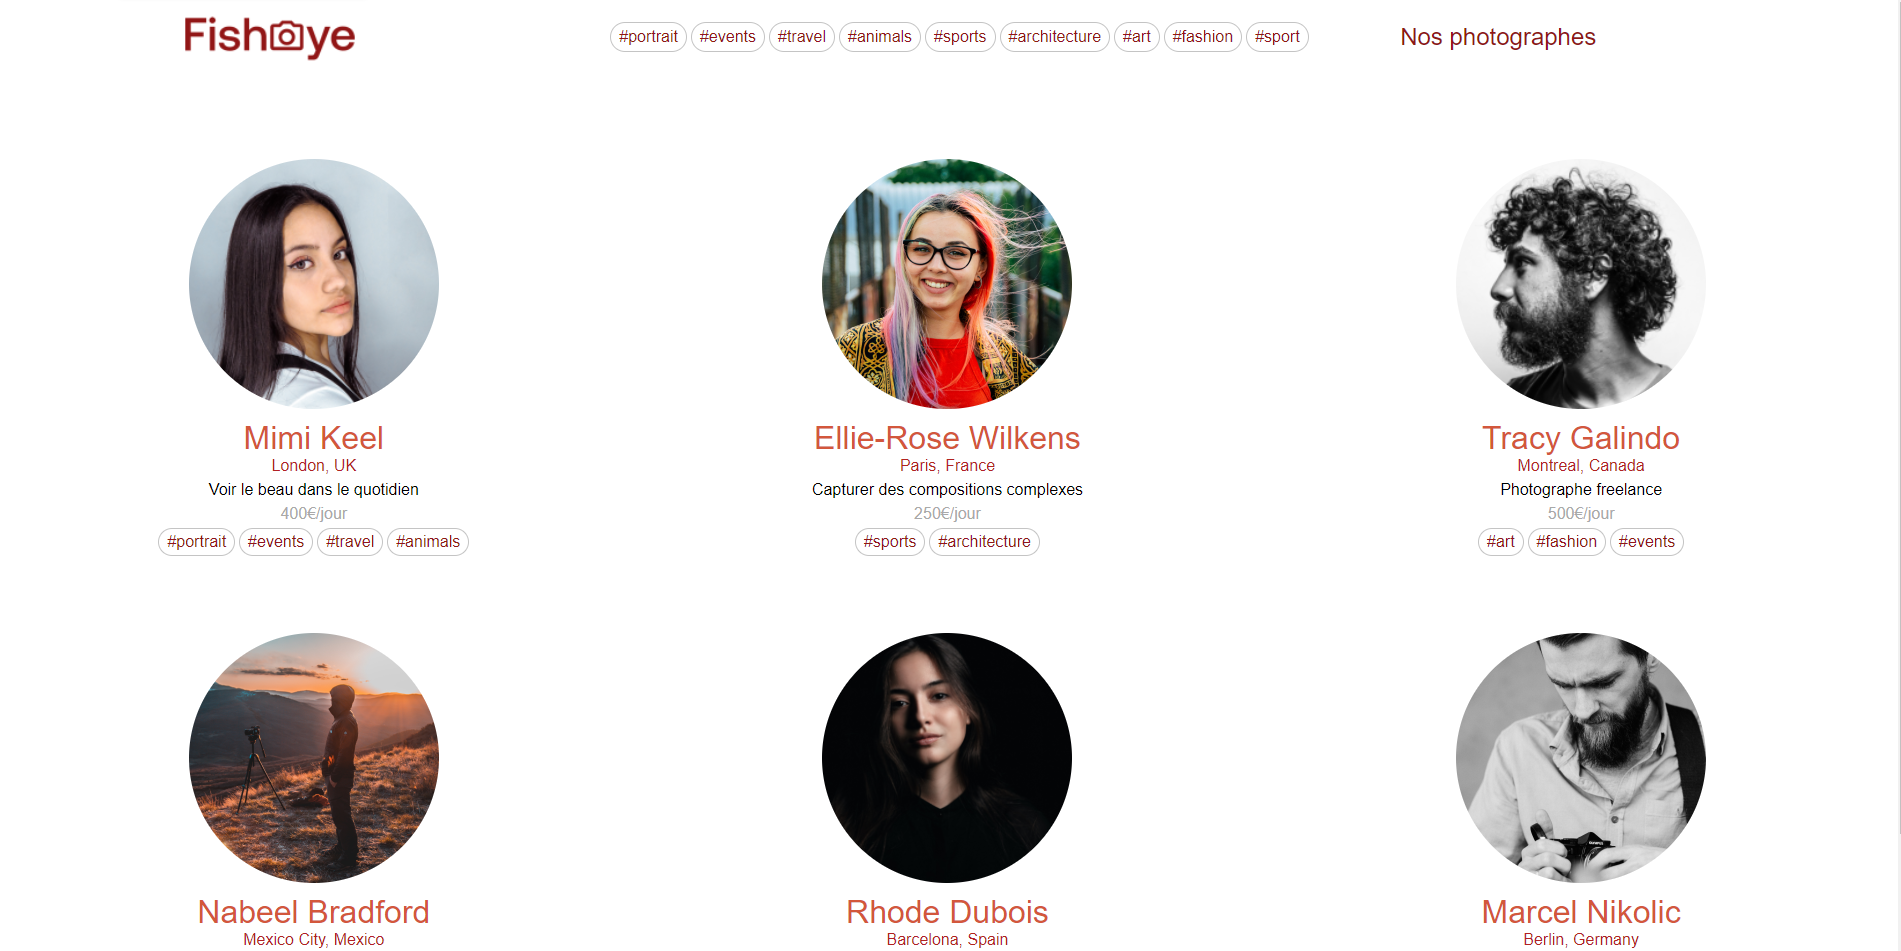 Fisheye
#portrait #events #travel #animals #sports #architecture #art #fashion #sport
Nos photographes
Mimi Keel
London, UK
Voir le beau dans le quotidien
400€/jour
#portrait #events #travel #animals
Ellie-Rose Wilkens
Paris, France
Capturer des compositions complexes
250€/jour
#sports #architecture
Tracy Galindo
Montreal, Canada
Photographe freelance
500€/jour
#art #fashion #events
Nabeel Bradford
Mexico City, Mexico
Rhode Dubois
Barcelona, Spain
Marcel Nikolic
Berlin, Germany